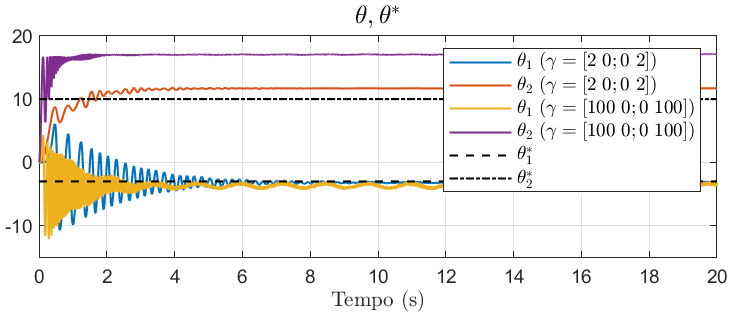 θ, θ*
20
10
0
-10
θ₁ (γ = [2 0; 0 2])
θ₂ (γ = [2 0; 0 2])
θ₁ (γ = [100 0; 0 100])
θ₂ (γ = [100 0; 0 100])
θ₁*
θ₂*
0 2 4 6 8 10 12 14 16 18 20
Tempo (s)